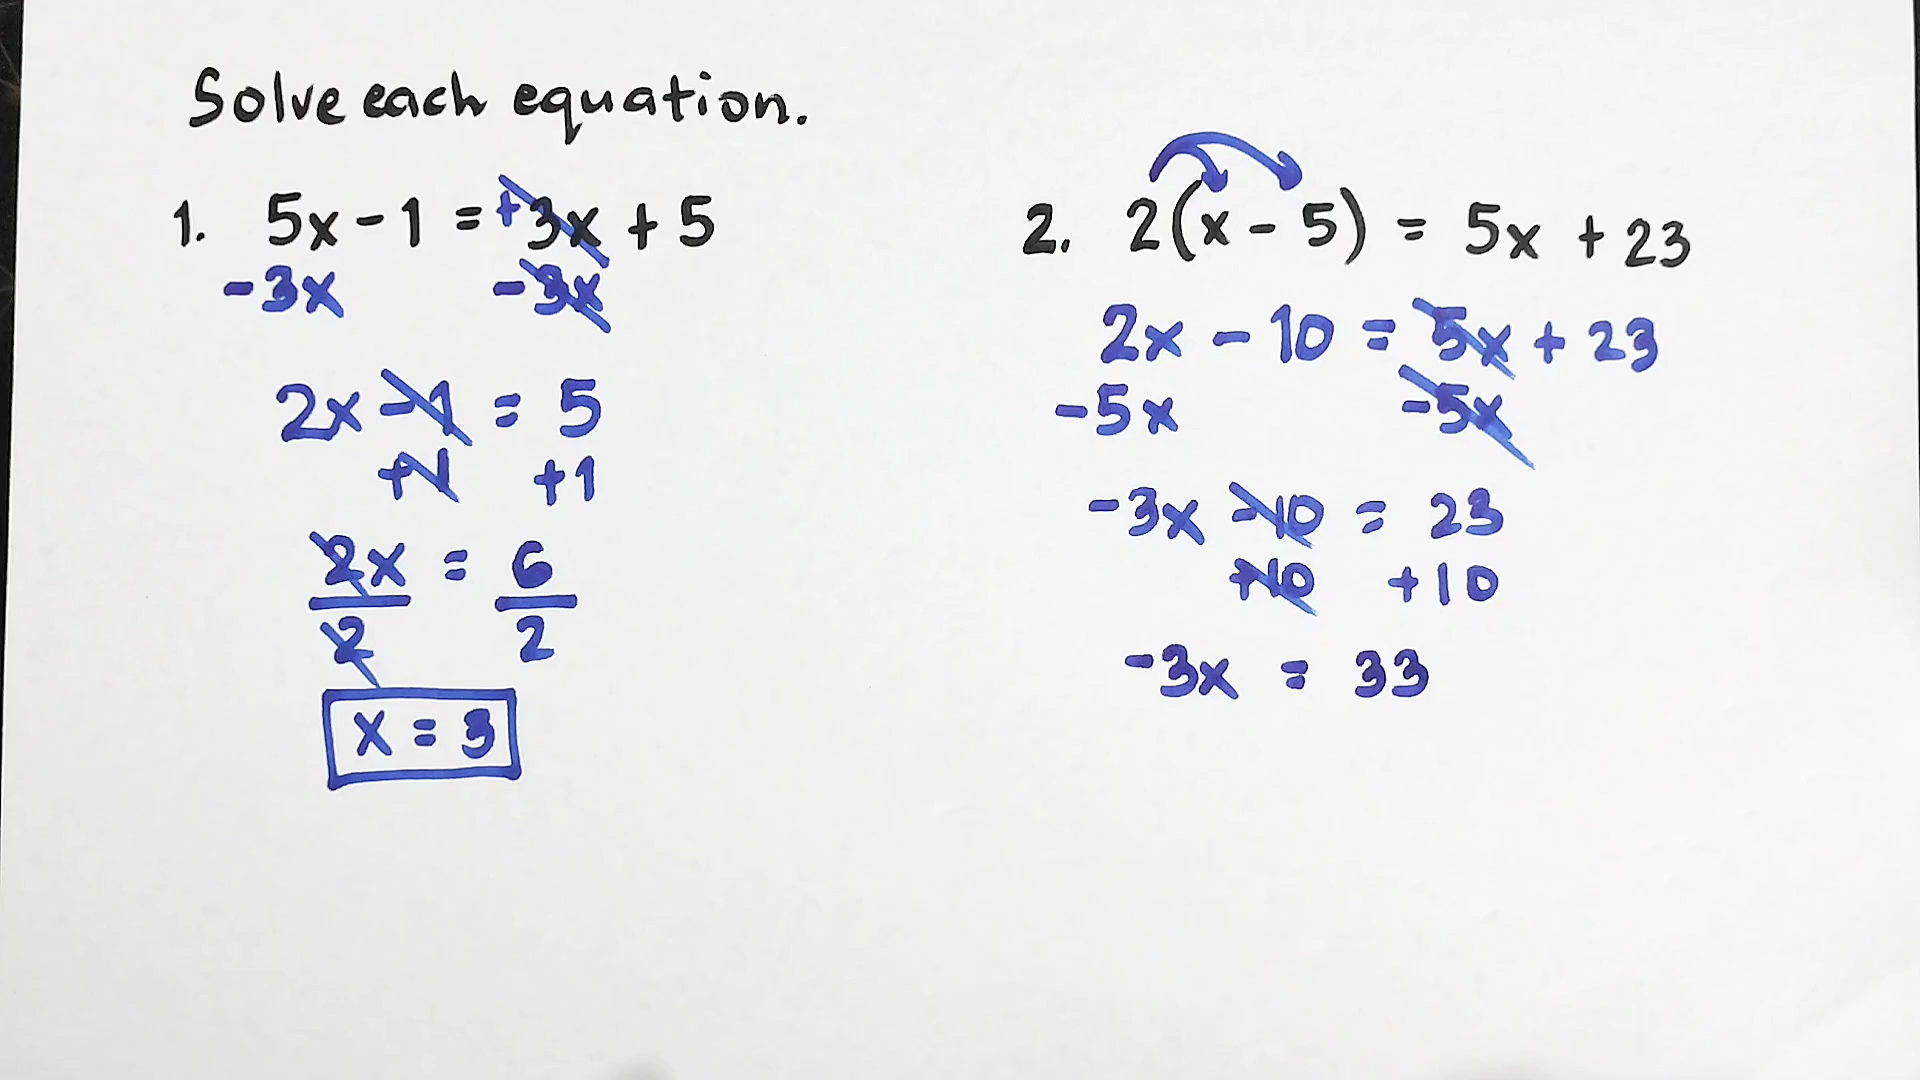 Solve each equation.
1. 5x - 1 = +3x + 5
-3x -3x
2x - 1 = 5
+1 +1
2x = 6
2 2
x = 3
2. 2(x - 5) = 5x + 23
2x - 10 = 5x + 23
-5x -5x
-3x -10 = 23
+10 +10
-3x = 33